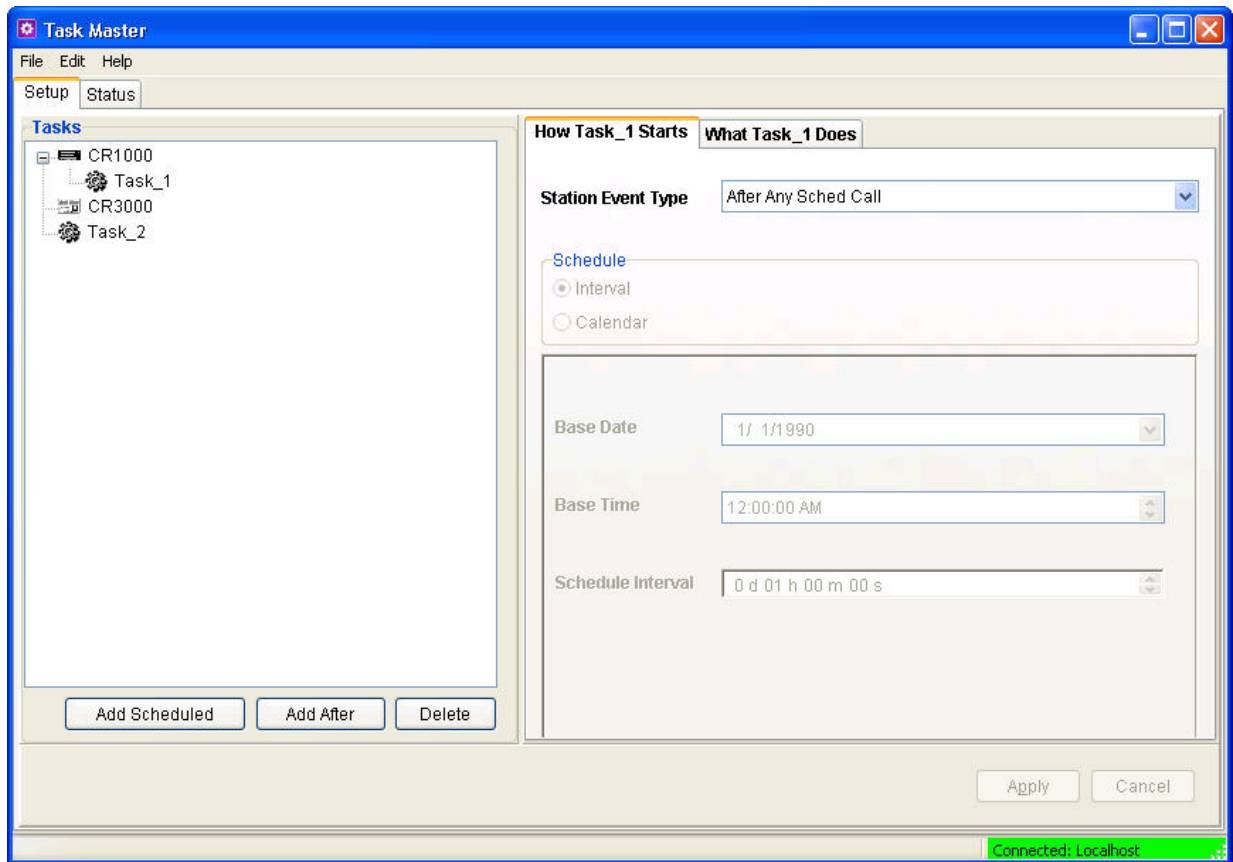 Task Master
File Edit Help
Setup Status
Tasks
CR1000
Task_1
CR3000
Task_2
Add Scheduled Add After Delete
How Task_1 Starts What Task_1 Does
Station Event Type After Any Sched Call
Schedule
Interval
Calendar
Base Date 1/ 1/1990
Base Time 12:00:00 AM
Schedule Interval 0 d 01 h 00 m 00 s
Apply Cancel
Connected: Localhost